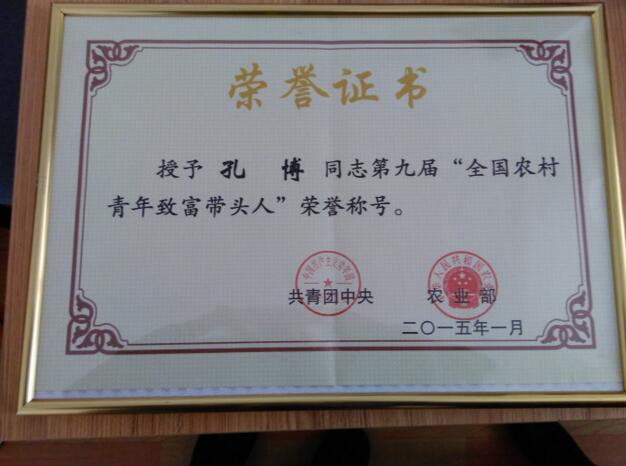 荣誉证书
授予 孔 博 同志第九届“全国农村
青年致富带头人”荣誉称号。
共青团中央 农业部
二〇一五年一月